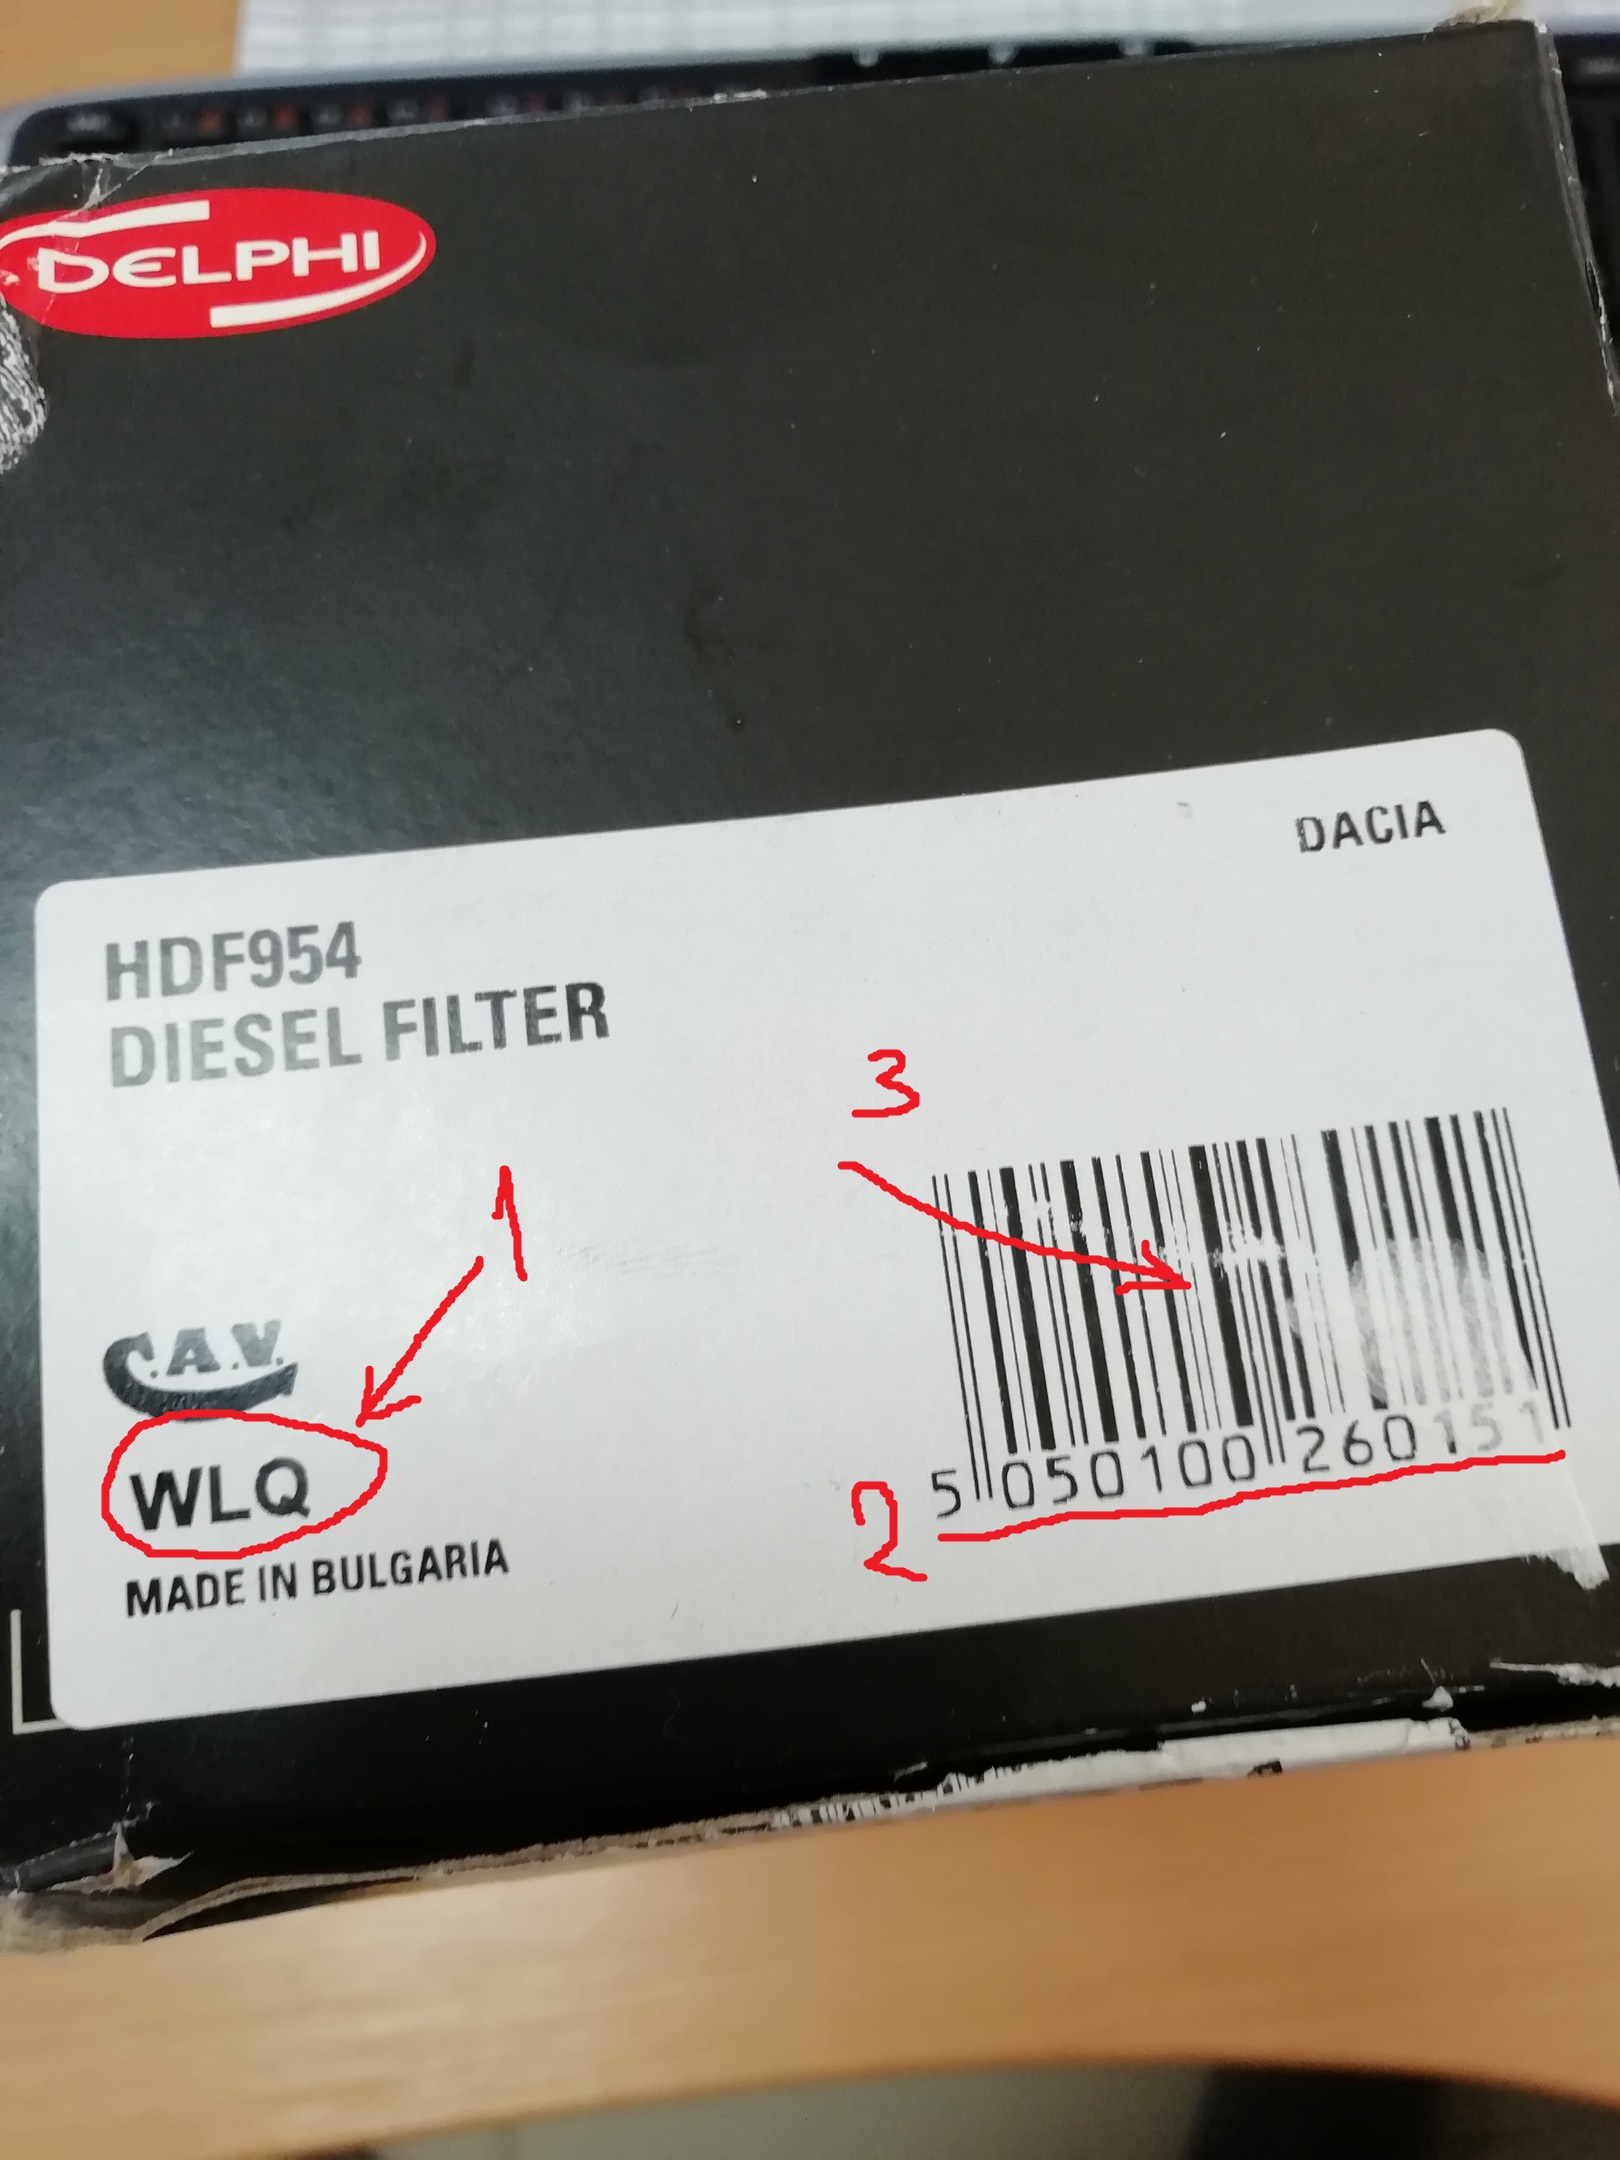 DELPHI
DACIA
HDF954
DIESEL FILTER
3
1
C.A.V.
WLQ
5 050100 260151
2
MADE IN BULGARIA